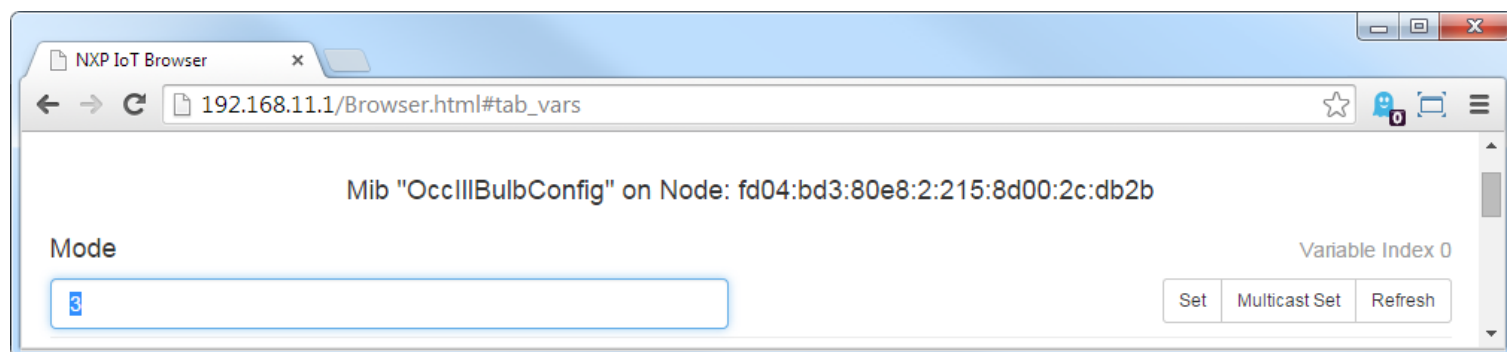 NXP IoT Browser
192.168.11.1/Browser.html#tab_vars
0
Mib "OccIllBulbConfig" on Node: fd04:bd3:80e8:2:215:8d00:2c:db2b
Mode
Variable Index 0
3
Set Multicast Set Refresh